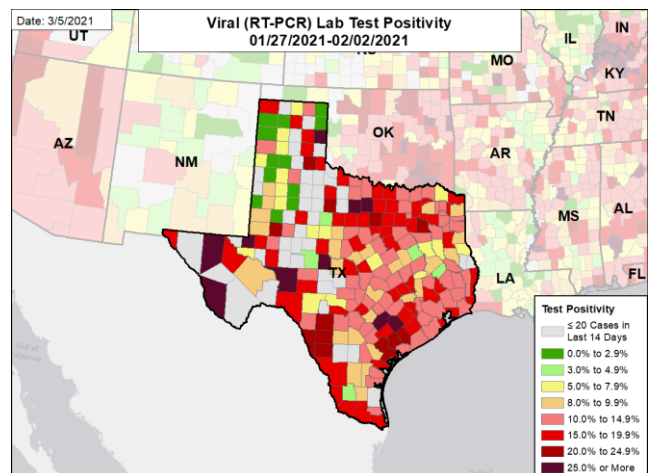 Date: 3/5/2021
Viral (RT-PCR) Lab Test Positivity
01/27/2021-02/02/2021
UT
MO
IL
IN
KY
AZ
NM
OK
AR
TN
MS
AL
TX
LA
FL
Gulf of
California
Test Positivity
≤ 20 Cases in
Last 14 Days
0.0% to 2.9%
3.0% to 4.9%
5.0% to 7.9%
8.0% to 9.9%
10.0% to 14.9%
15.0% to 19.9%
20.0% to 24.9%
25.0% or More